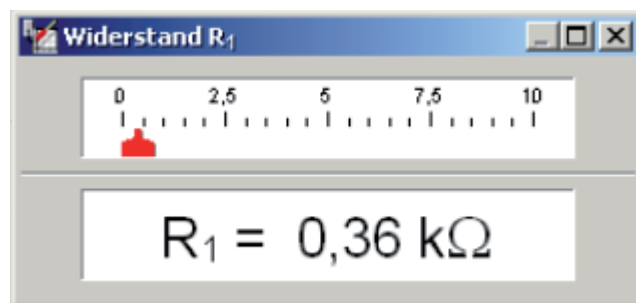 Widerstand R₁
0 2,5 5 7,5 10
R₁ = 0,36 kΩ